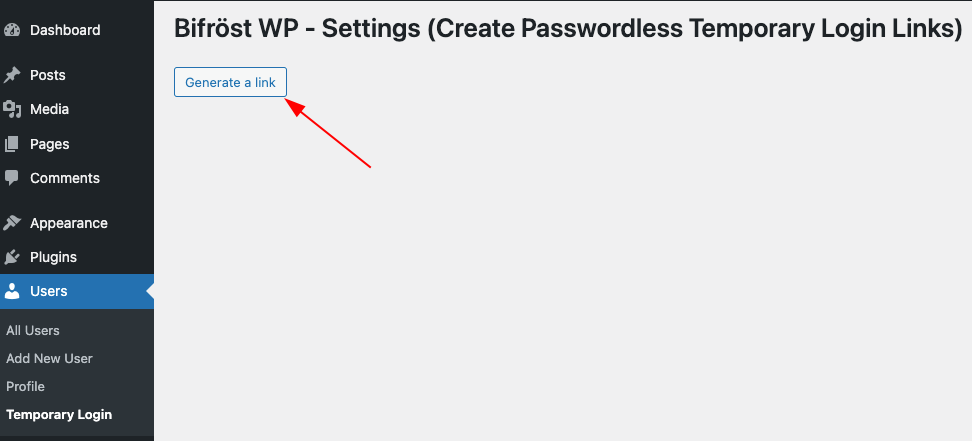 Dashboard
Posts
Media
Pages
Comments
Appearance
Plugins
Users
All Users
Add New User
Profile
Temporary Login
Bifröst WP - Settings (Create Passwordless Temporary Login Links)
Generate a link